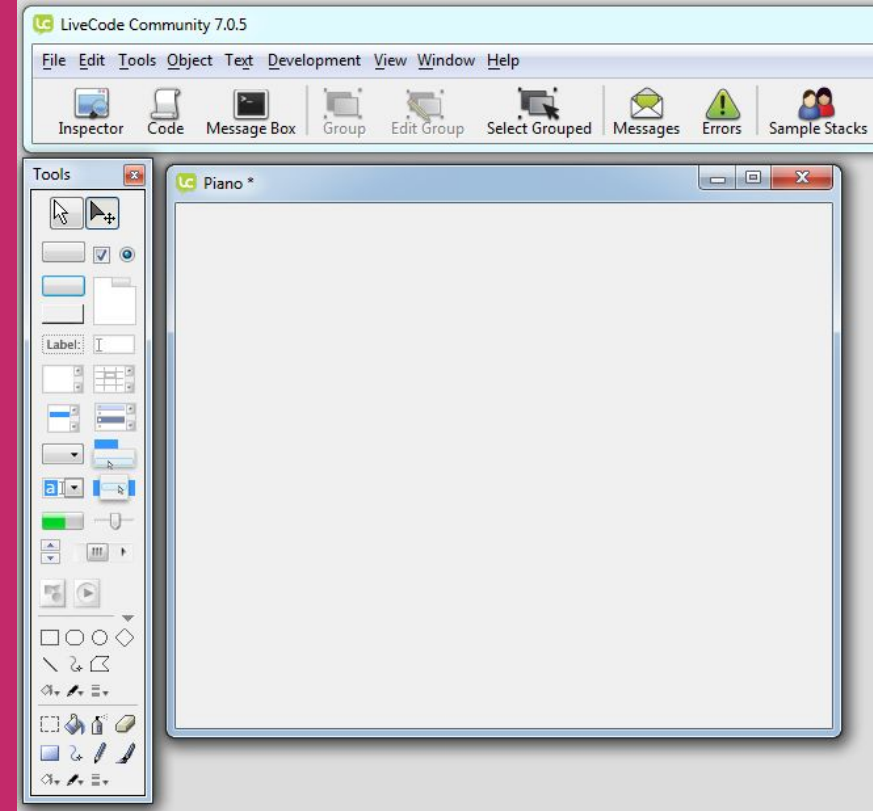 LiveCode Community 7.0.5
File Edit Tools Object Text Development View Window Help
Inspector Code Message Box Group Edit Group Select Grouped Messages Errors Sample Stacks
Tools
Piano *
Label:
a